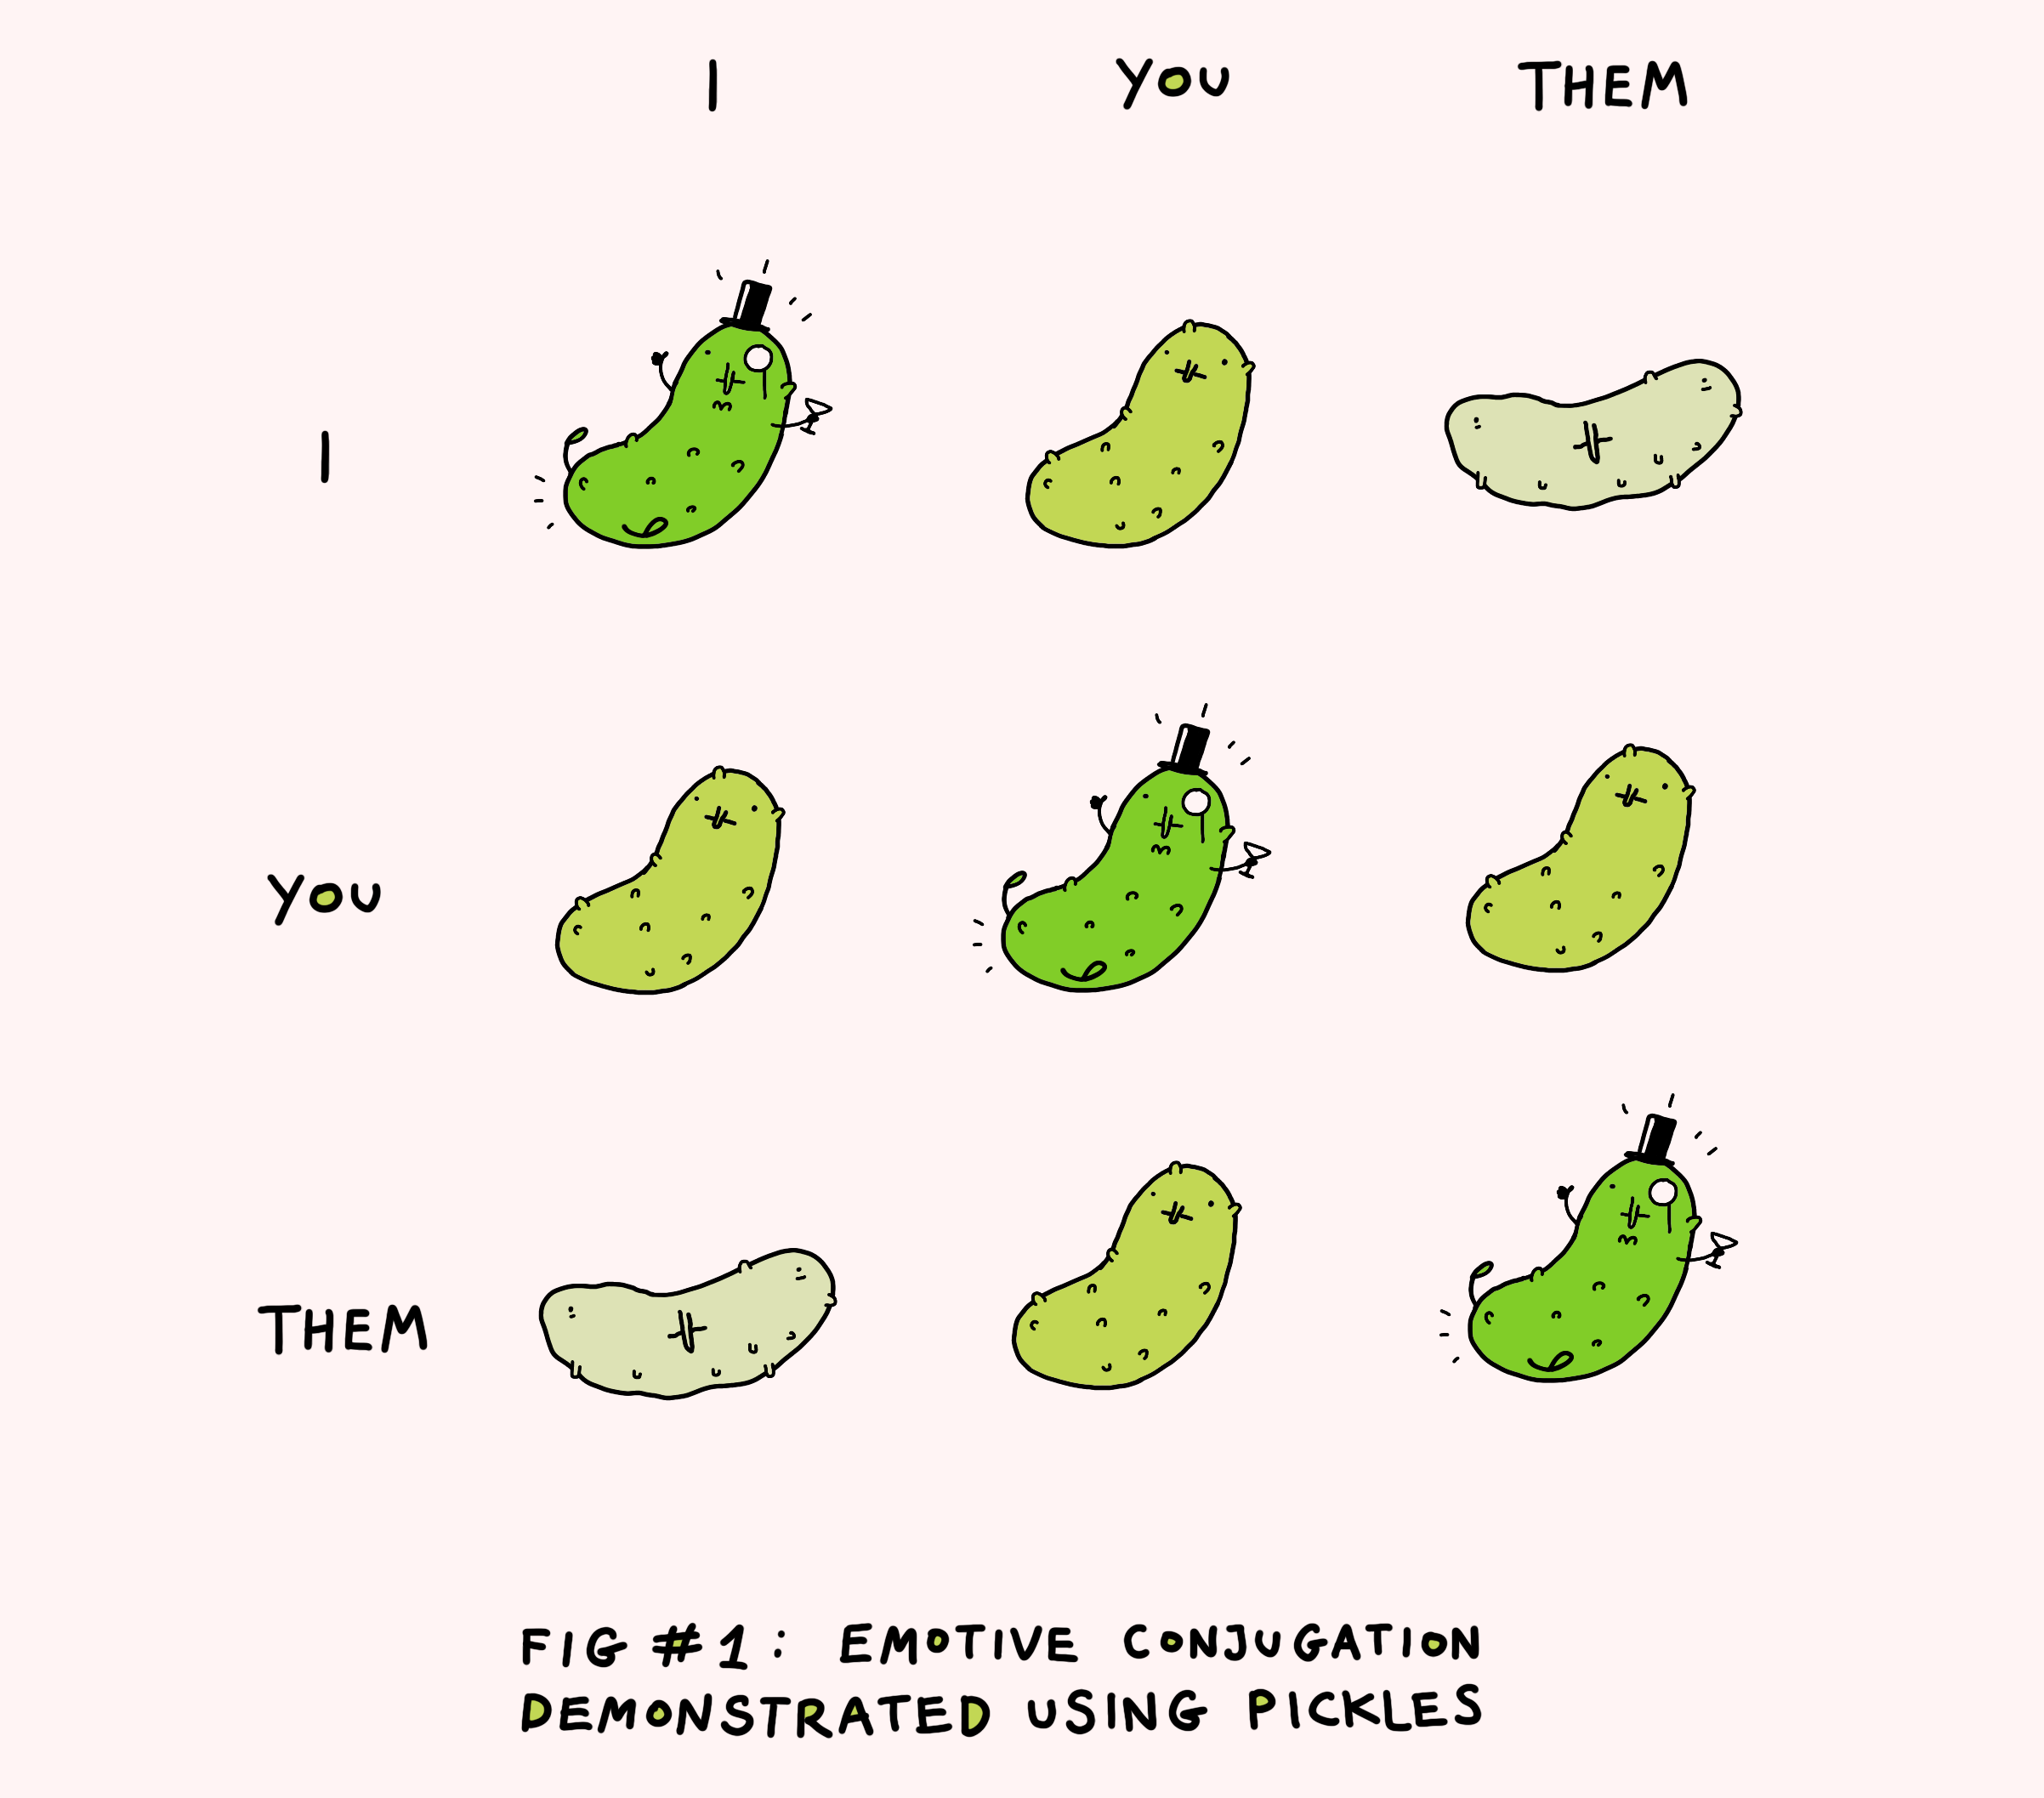 I YOU THEM
I
YOU
THEM
FIG #1: EMOTIVE CONJUGATION
DEMONSTRATED USING PICKLES